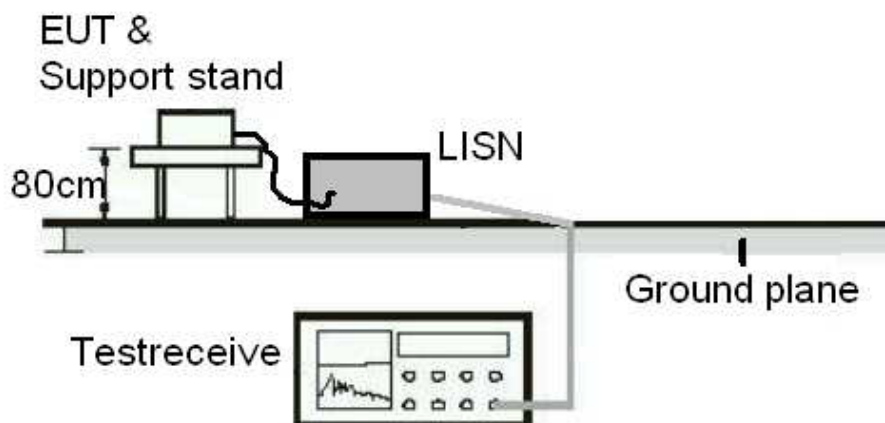 EUT &
Support stand
LISN
80cm
Ground plane
Testreceive